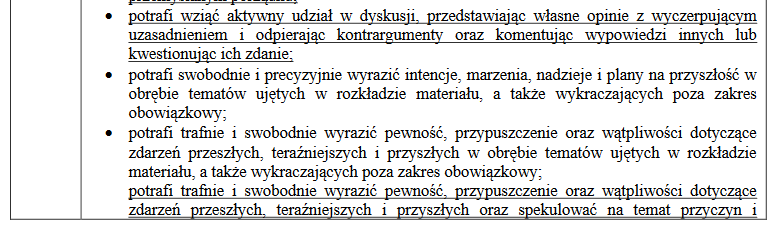 • potrafi wziąć aktywny udział w dyskusji, przedstawiając własne opinie z wyczerpującym
uzasadnieniem i odpierając kontrargumenty oraz komentując wypowiedzi innych lub
kwestionując ich zdanie;
• potrafi swobodnie i precyzyjnie wyrazić intencje, marzenia, nadzieje i plany na przyszłość w
obrębie tematów ujętych w rozkładzie materiału, a także wykraczających poza zakres
obowiązkowy;
• potrafi trafnie i swobodnie wyrazić pewność, przypuszczenie oraz wątpliwości dotyczące
zdarzeń przeszłych, teraźniejszych i przyszłych w obrębie tematów ujętych w rozkładzie
materiału, a także wykraczających poza zakres obowiązkowy;
potrafi trafnie i swobodnie wyrazić pewność, przypuszczenie oraz wątpliwości dotyczące
zdarzeń przeszłych, teraźniejszych i przyszłych oraz spekulować na temat przyczyn i